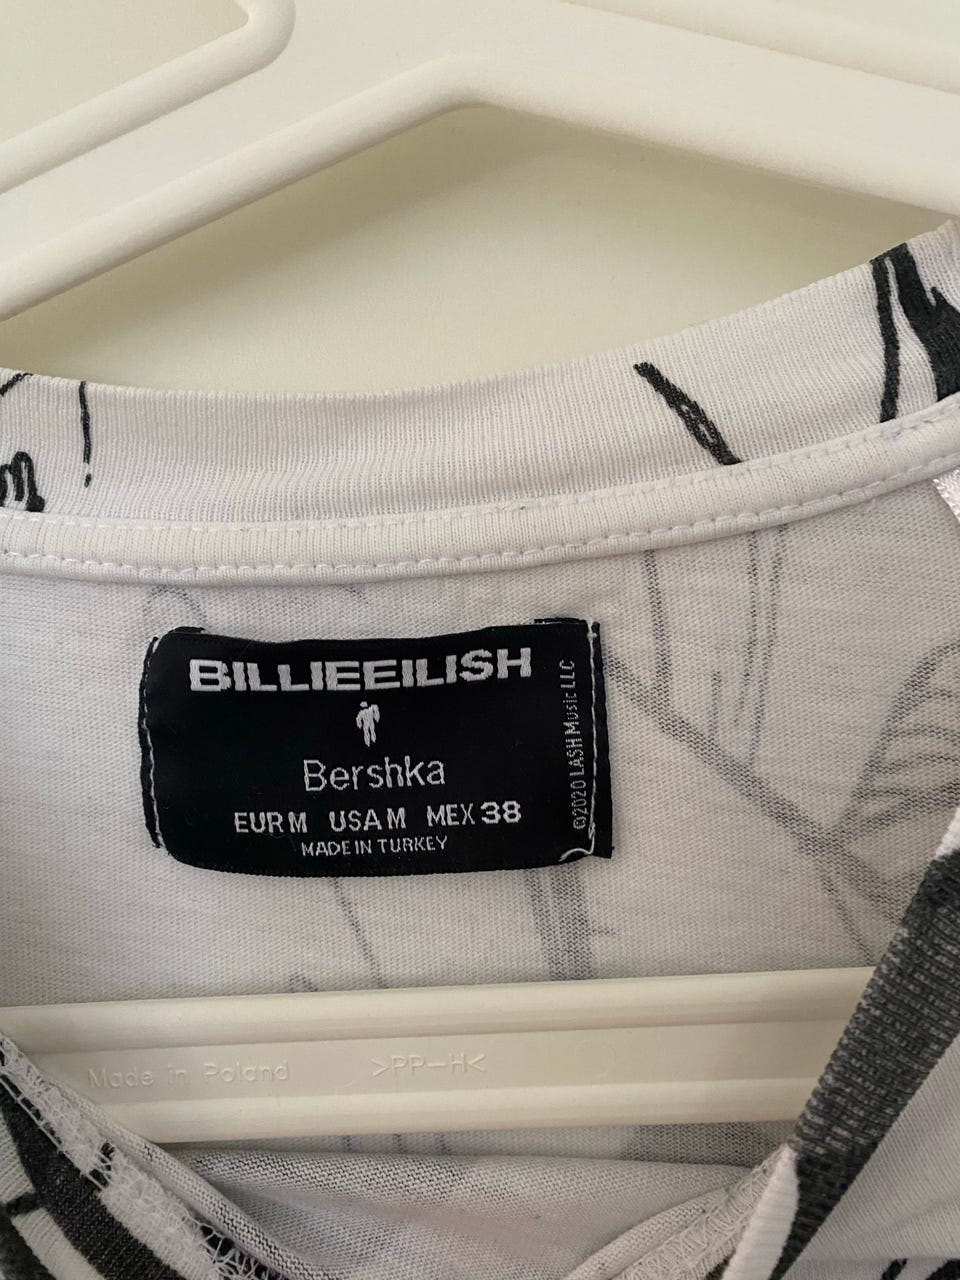 BILLIEEILISH
Bershka
EUR M USA M MEX 38
MADE IN TURKEY
©2020 LASH Music LLC
Made in Poland >PP-H<